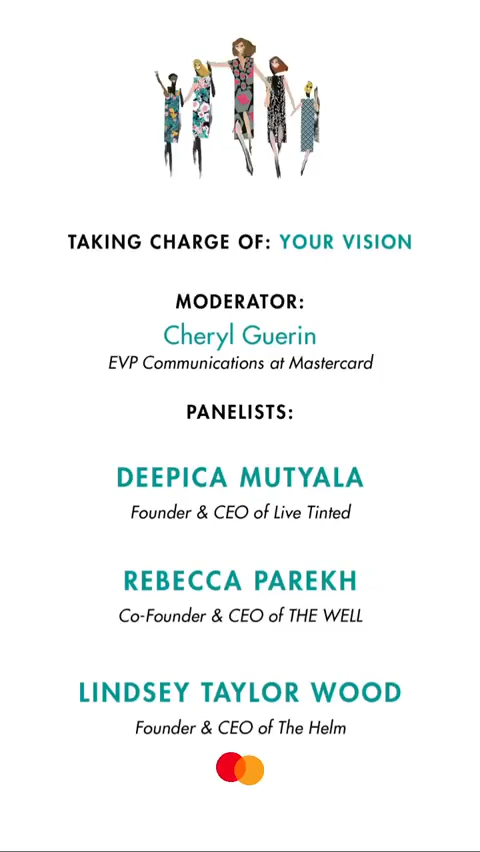 TAKING CHARGE OF: YOUR VISION
MODERATOR:
Cheryl Guerin
EVP Communications at Mastercard
PANELISTS:
DEEPICA MUTYALA
Founder & CEO of Live Tinted
REBECCA PAREKH
Co-Founder & CEO of THE WELL
LINDSEY TAYLOR WOOD
Founder & CEO of The Helm